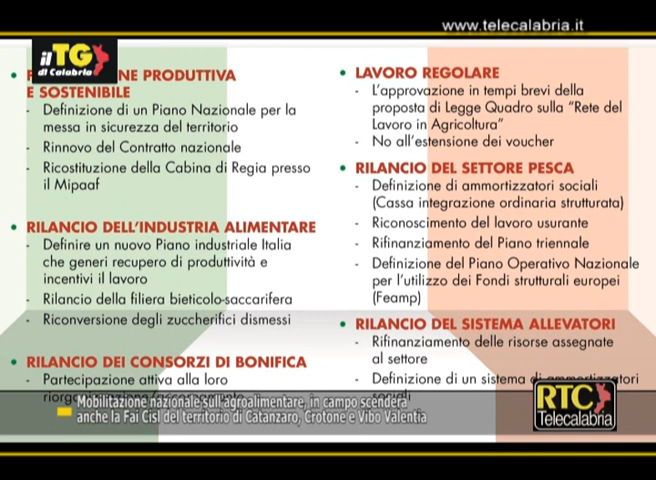 www.telecalabria.it
il TG
di Calabria
NE PRODUTTIVA
E SOSTENIBILE
- Definizione di un Piano Nazionale per la
messa in sicurezza del territorio
- Rinnovo del Contratto nazionale
- Ricostituzione della Cabina di Regia presso
il Mipaaf
• RILANCIO DELL'INDUSTRIA ALIMENTARE
- Definire un nuovo Piano industriale Italia
che generi recupero di produttività e
incentivi il lavoro
- Rilancio della filiera bieticolo-saccarifera
- Riconversione degli zuccherifici dismessi
• RILANCIO DEI CONSORZI DI BONIFICA
- Partecipazione attiva alla loro
• LAVORO REGOLARE
- L'approvazione in tempi brevi della
proposta di Legge Quadro sulla "Rete del
Lavoro in Agricoltura"
- No all'estensione dei voucher
• RILANCIO DEL SETTORE PESCA
- Definizione di ammortizzatori sociali
(Cassa integrazione ordinaria strutturata)
- Riconoscimento del lavoro usurante
- Rifinanziamento del Piano triennale
- Definizione del Piano Operativo Nazionale
per l'utilizzo dei Fondi strutturali europei
(Feamp)
• RILANCIO DEL SISTEMA ALLEVATORI
- Rifinanziamento delle risorse assegnate
al settore
- Definizione di un sistema di ammortizzatori
sociali
Mobilitazione nazionale sull'agroalimentare, in campo scenderà
anche la Fai Cisl del territorio di Catanzaro, Crotone e Vibo Valentia
RTC
Telecalabria